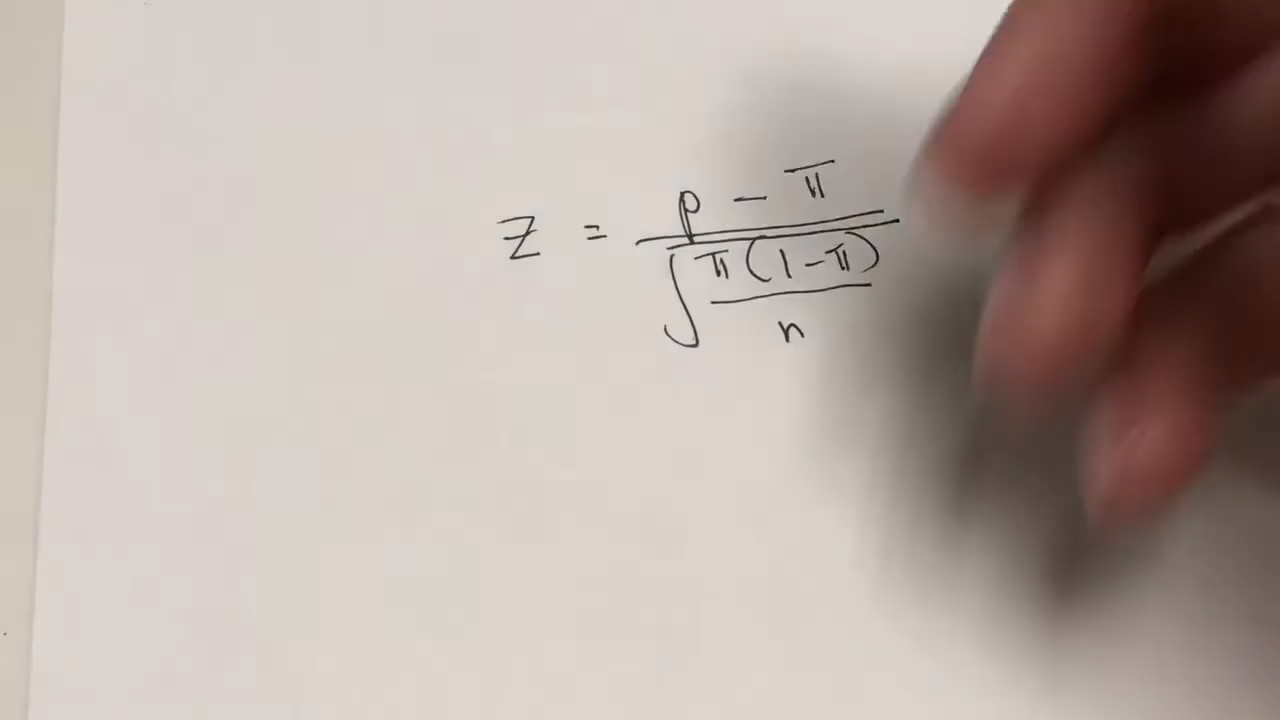 Z = p - π / √(π(1-π) / n)